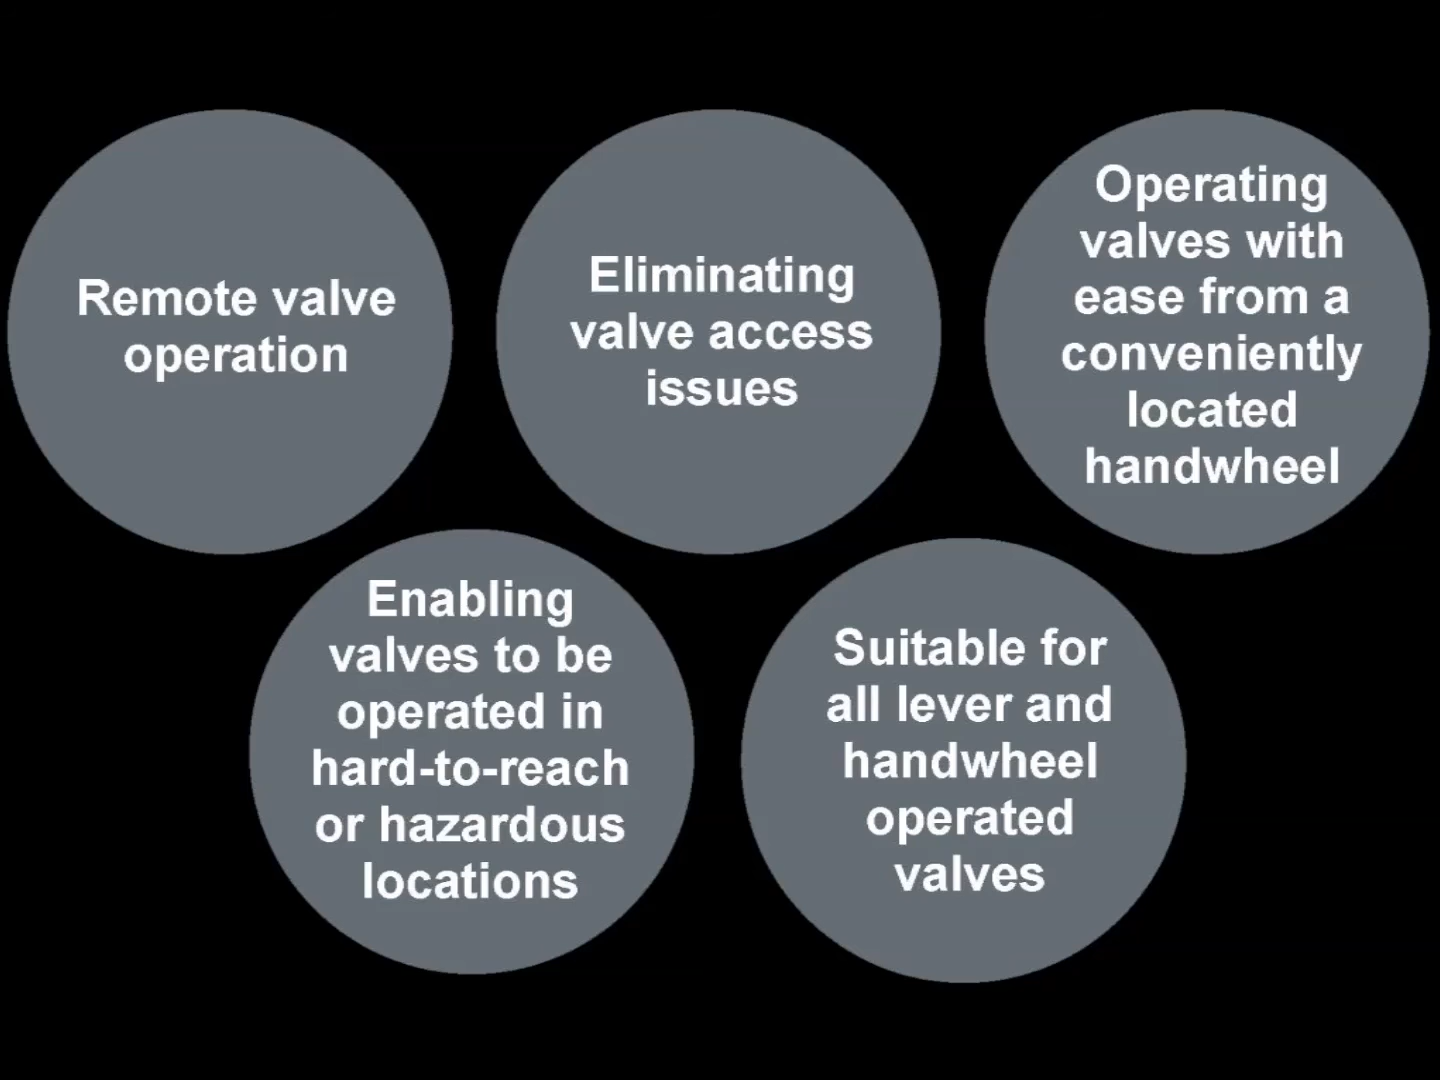 Remote valve
operation
Eliminating
valve access
issues
Operating
valves with
ease from a
conveniently
located
handwheel
Enabling
valves to be
operated in
hard-to-reach
or hazardous
locations
Suitable for
all lever and
handwheel
operated
valves